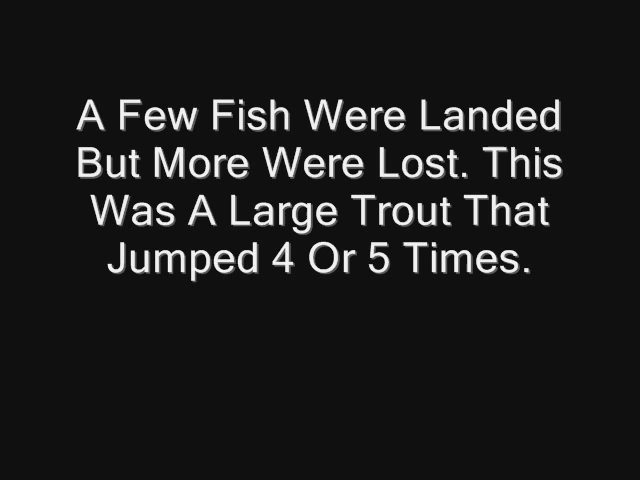 A Few Fish Were Landed
But More Were Lost. This
Was A Large Trout That
Jumped 4 Or 5 Times.